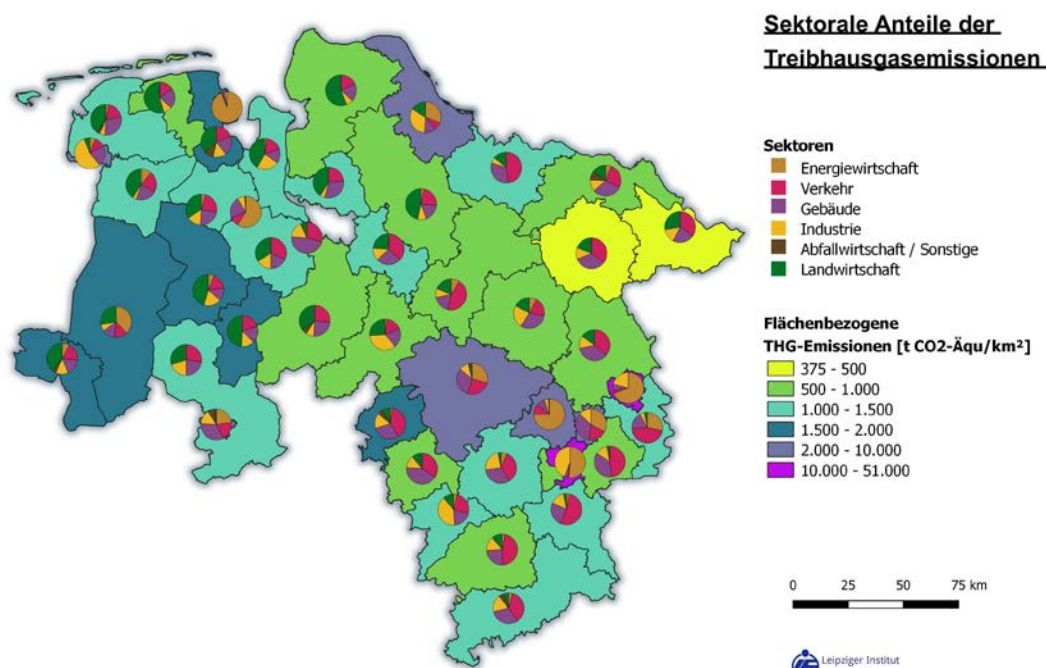 Sektorale Anteile der
Treibhausgasemissionen
Sektoren
Energiewirtschaft
Verkehr
Gebäude
Industrie
Abfallwirtschaft / Sonstige
Landwirtschaft
Flächenbezogene
THG-Emissionen [t CO2-Äqu/km²]
375 - 500
500 - 1.000
1.000 - 1.500
1.500 - 2.000
2.000 - 10.000
10.000 - 51.000
0 25 50 75 km
Leipziger Institut